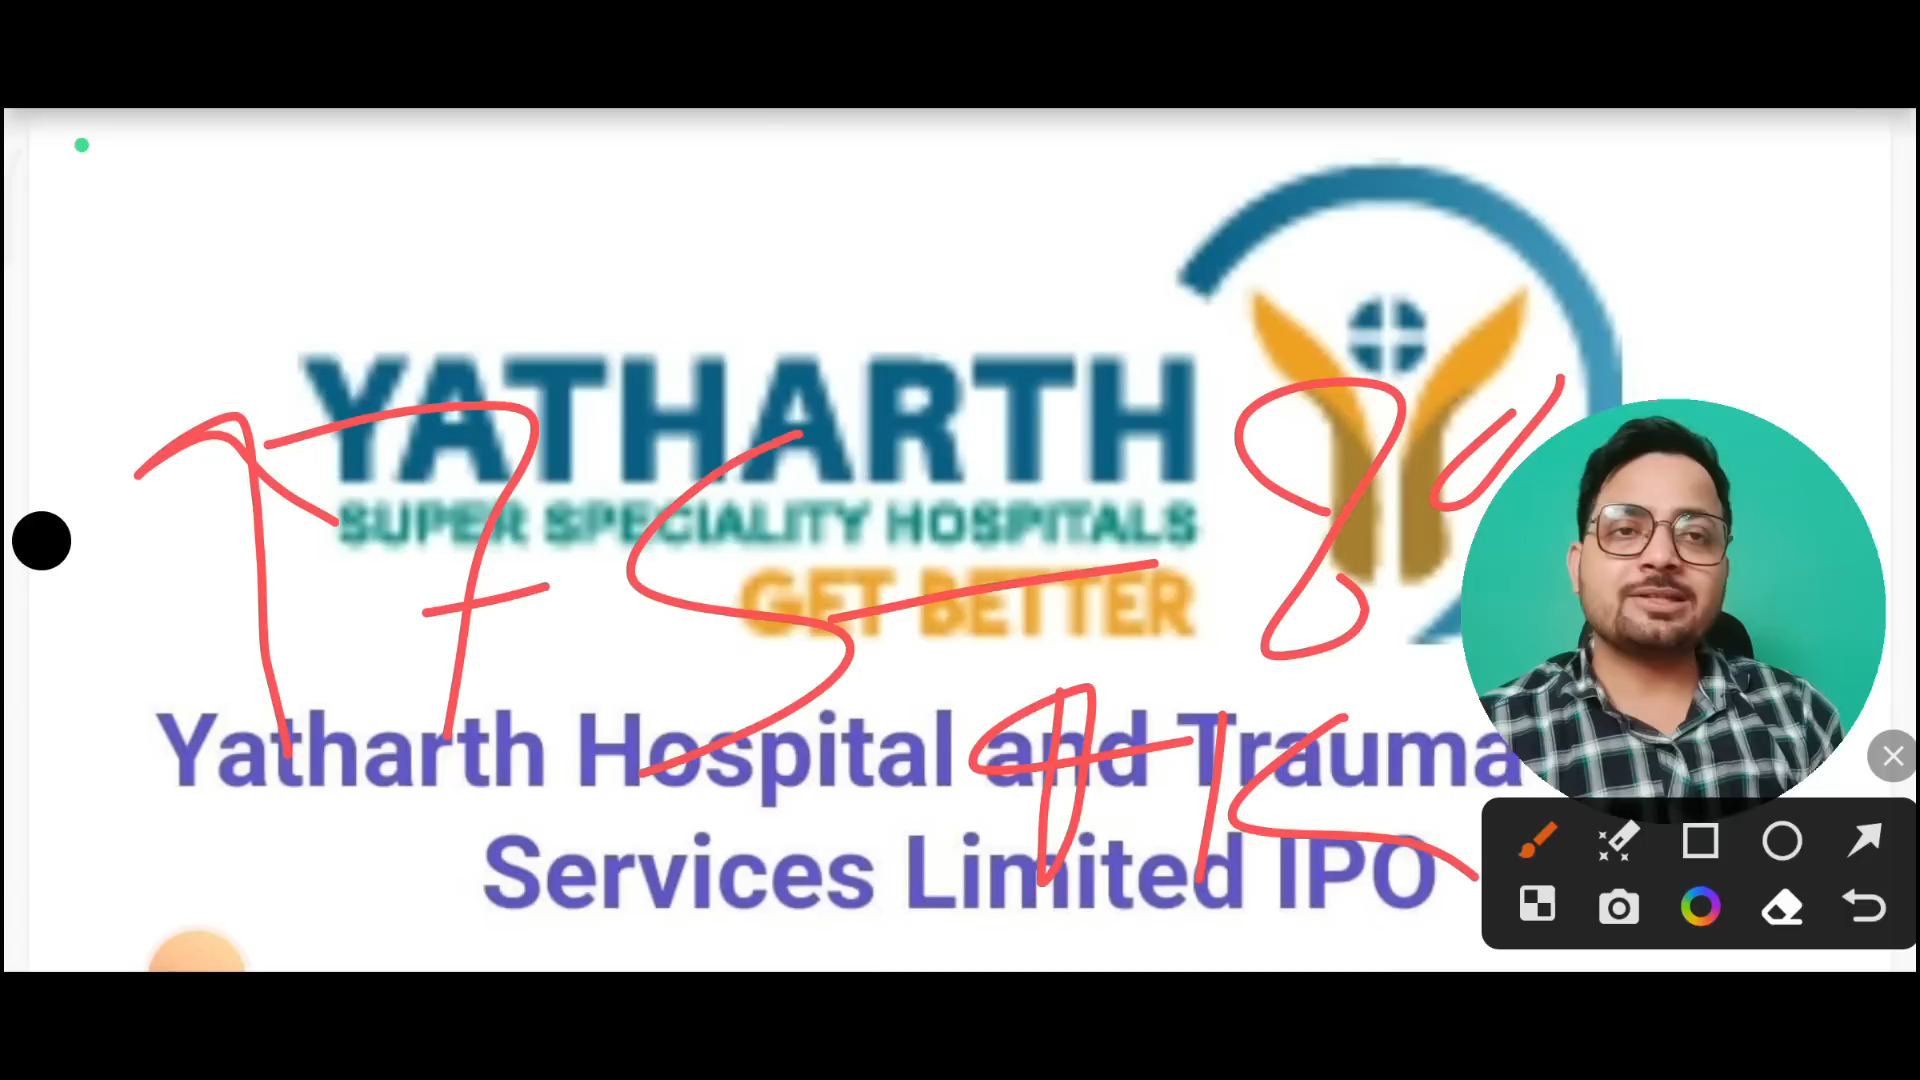 YATHARTH
SUPER SPECIALITY HOSPITALS
GET BETTER
Yatharth Hospital and Trauma
Services Limited IPO